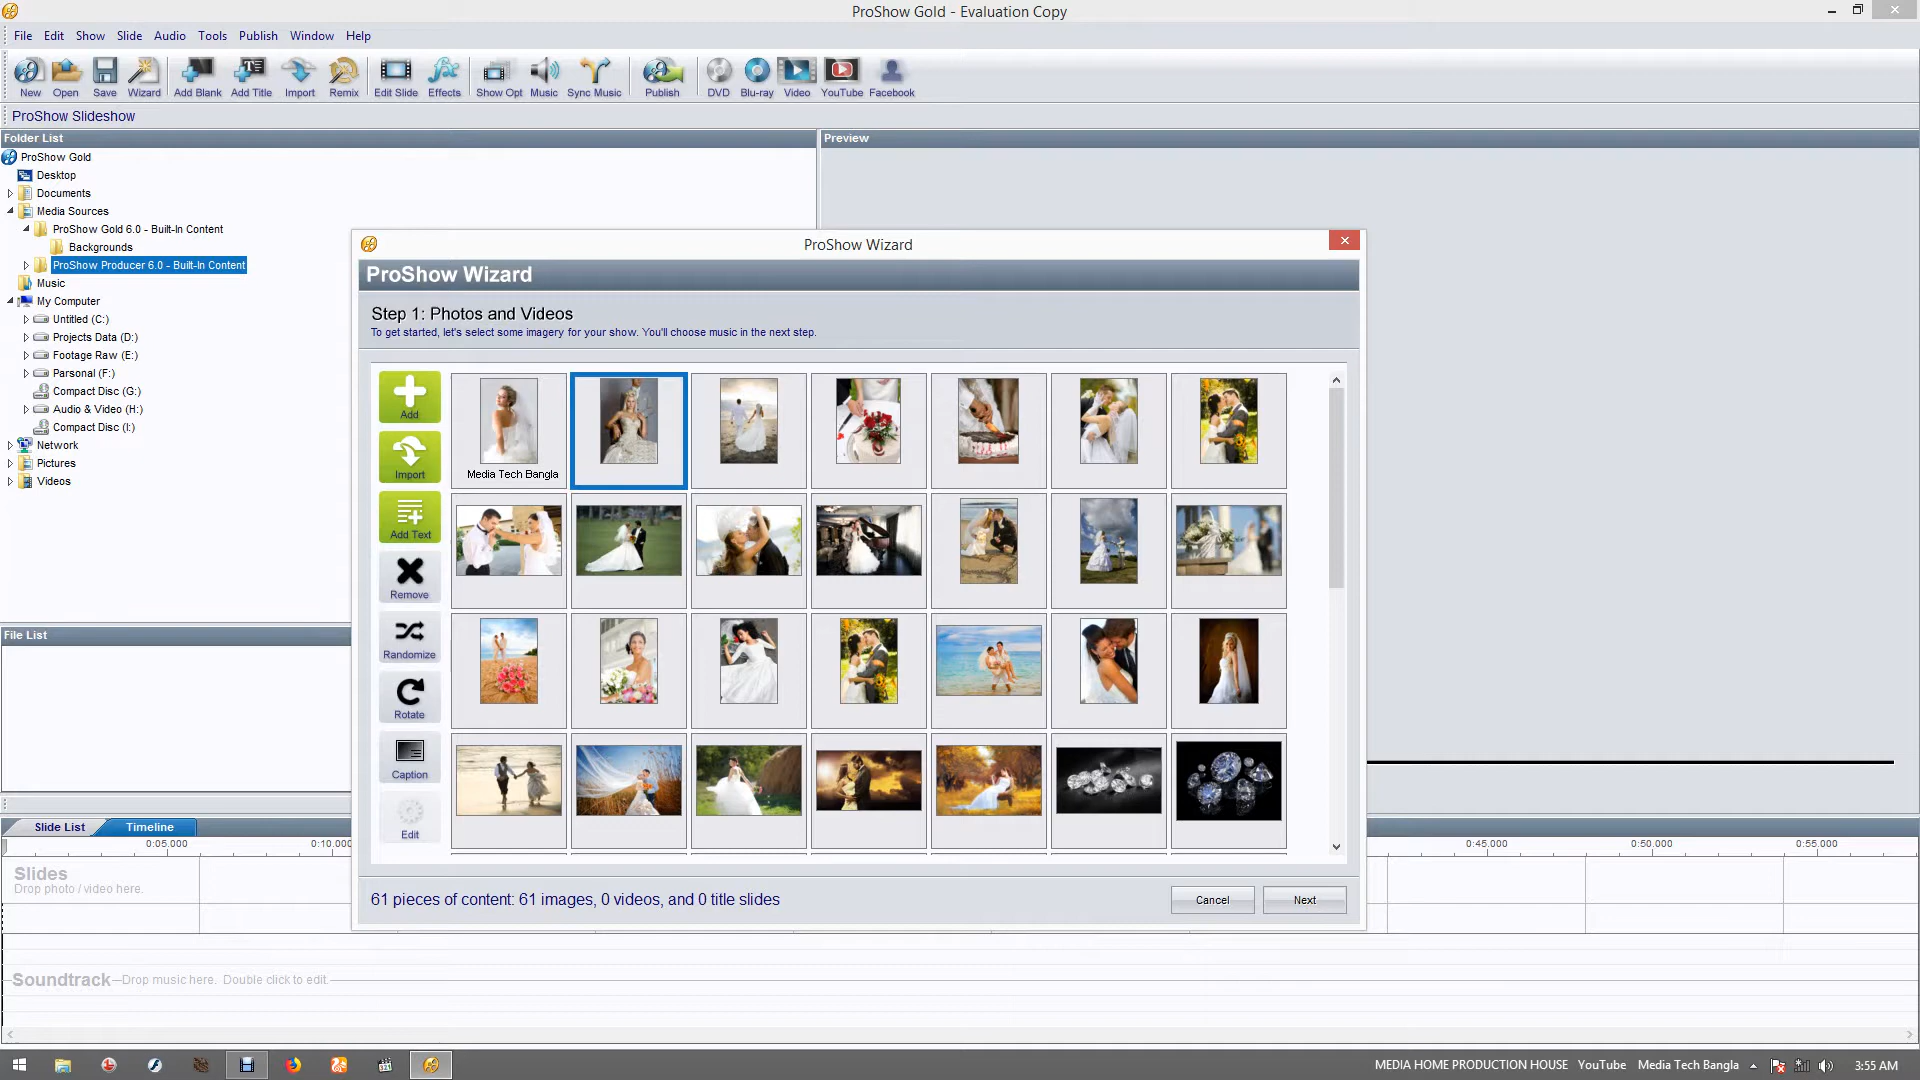 ProShow Gold - Evaluation Copy
File Edit Show Slide Audio Tools Publish Window Help
New Open Save Wizard Add Blank Add Title Import Remix Edit Slide Effects Show Opt Music Sync Music Publish DVD Blu-ray Video YouTube Facebook
ProShow Slideshow
Folder List
Preview
ProShow Gold
Desktop
Documents
Media Sources
ProShow Gold 6.0 - Built-In Content
Backgrounds
ProShow Producer 6.0 - Built-In Content
Music
My Computer
Untitled (C:)
Projects Data (D:)
Footage Raw (E:)
Parsonal (F:)
Compact Disc (G:)
Audio & Video (H:)
Compact Disc (I:)
Network
Pictures
Videos
File List
ProShow Wizard
ProShow Wizard
Step 1: Photos and Videos
To get started, let's select some imagery for your show. You'll choose music in the next step.
Add
Import
Add Text
Remove
Randomize
Rotate
Caption
Edit
Media Tech Bangla
61 pieces of content: 61 images, 0 videos, and 0 title slides
Cancel
Next
Slide List Timeline
0:05.000 0:10.000 0:45.000 0:50.000 0:55.000
Slides
Drop photo / video here.
Soundtrack Drop music here. Double click to edit.
MEDIA HOME PRODUCTION HOUSE YouTube Media Tech Bangla 3:55 AM